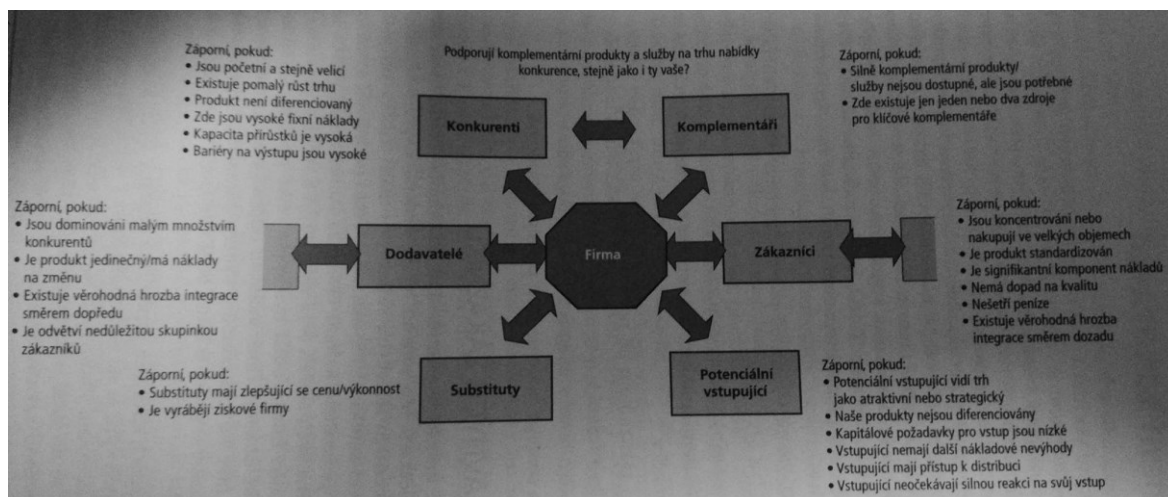 Záporní, pokud:
• Jsou početní a stejně velicí
• Existuje pomalý růst trhu
• Produkt není diferenciovaný
• Zde jsou vysoké fixní náklady
• Kapacita přírůstků je vysoká
• Bariéry na výstupu jsou vysoké
Podporují komplementární produkty a služby na trhu nabídky
konkurence, stejně jako i ty vaše?
Záporní, pokud:
• Silně komplementární produkty/
služby nejsou dostupné, ale jsou potřebné
• Zde existuje jen jeden nebo dva zdroje
pro klíčové komplementáře
Konkurenti
Komplementáři
Záporní, pokud:
• Jsou dominováni malým množstvím
konkurentů
• Je produkt jedinečný/má náklady
na změnu
• Existuje věrohodná hrozba integrace
směrem dopředu
• Je odvětví nedůležitou skupinkou
zákazníků
Dodavatelé
Firma
Zákazníci
Záporní, pokud:
• Jsou koncentrováni nebo
nakupují ve velkých objemech
• Je produkt standardizován
• Je signifikantní komponent nákladů
• Nemá dopad na kvalitu
• Nešetří peníze
• Existuje věrohodná hrozba
integrace směrem dozadu
Záporní, pokud:
• Substituty mají zlepšující se cenu/výkonnost
• Je vyrábějí ziskové firmy
Substituty
Potenciální
vstupující
Záporní, pokud:
• Potenciální vstupující vidí trh
jako atraktivní nebo strategický
• Naše produkty nejsou diferenciovány
• Kapitálové požadavky pro vstup jsou nízké
• Vstupující nemají další nákladové nevýhody
• Vstupující mají přístup k distribuci
• Vstupující neočekávají silnou reakci na svůj vstup